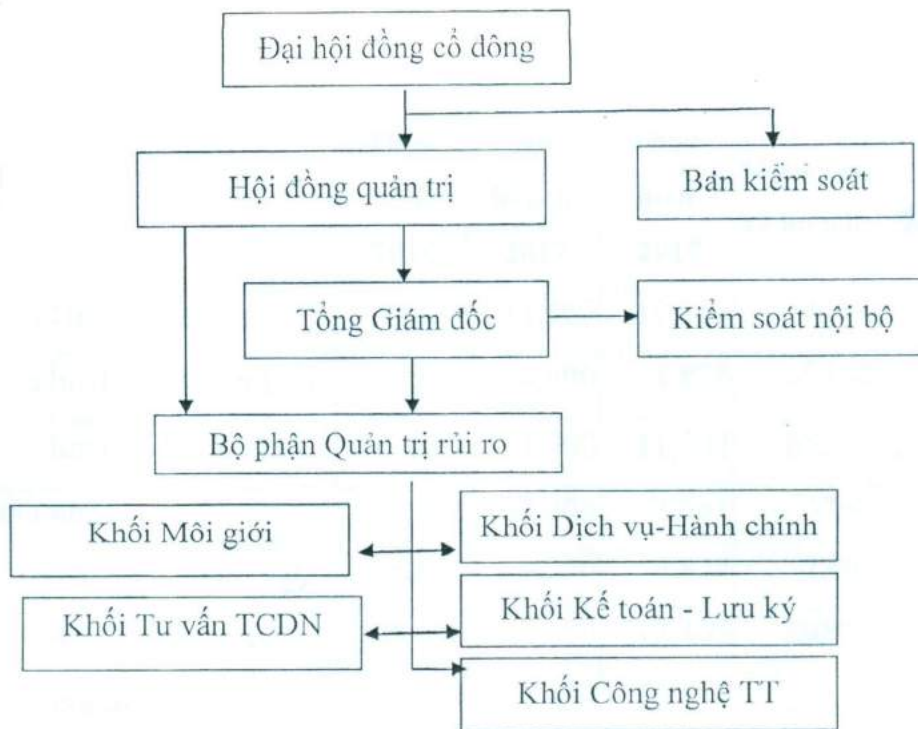 Đại hội đồng cổ dông
Hội đồng quản trị
Bán kiểm soát
Tổng Giám đốc
Kiểm soát nội bộ
Bộ phận Quản trị rủi ro
Khối Môi giới
Khối Dịch vụ-Hành chính
Khối Tư vấn TCDN
Khối Kế toán - Lưu ký
Khối Công nghệ TT